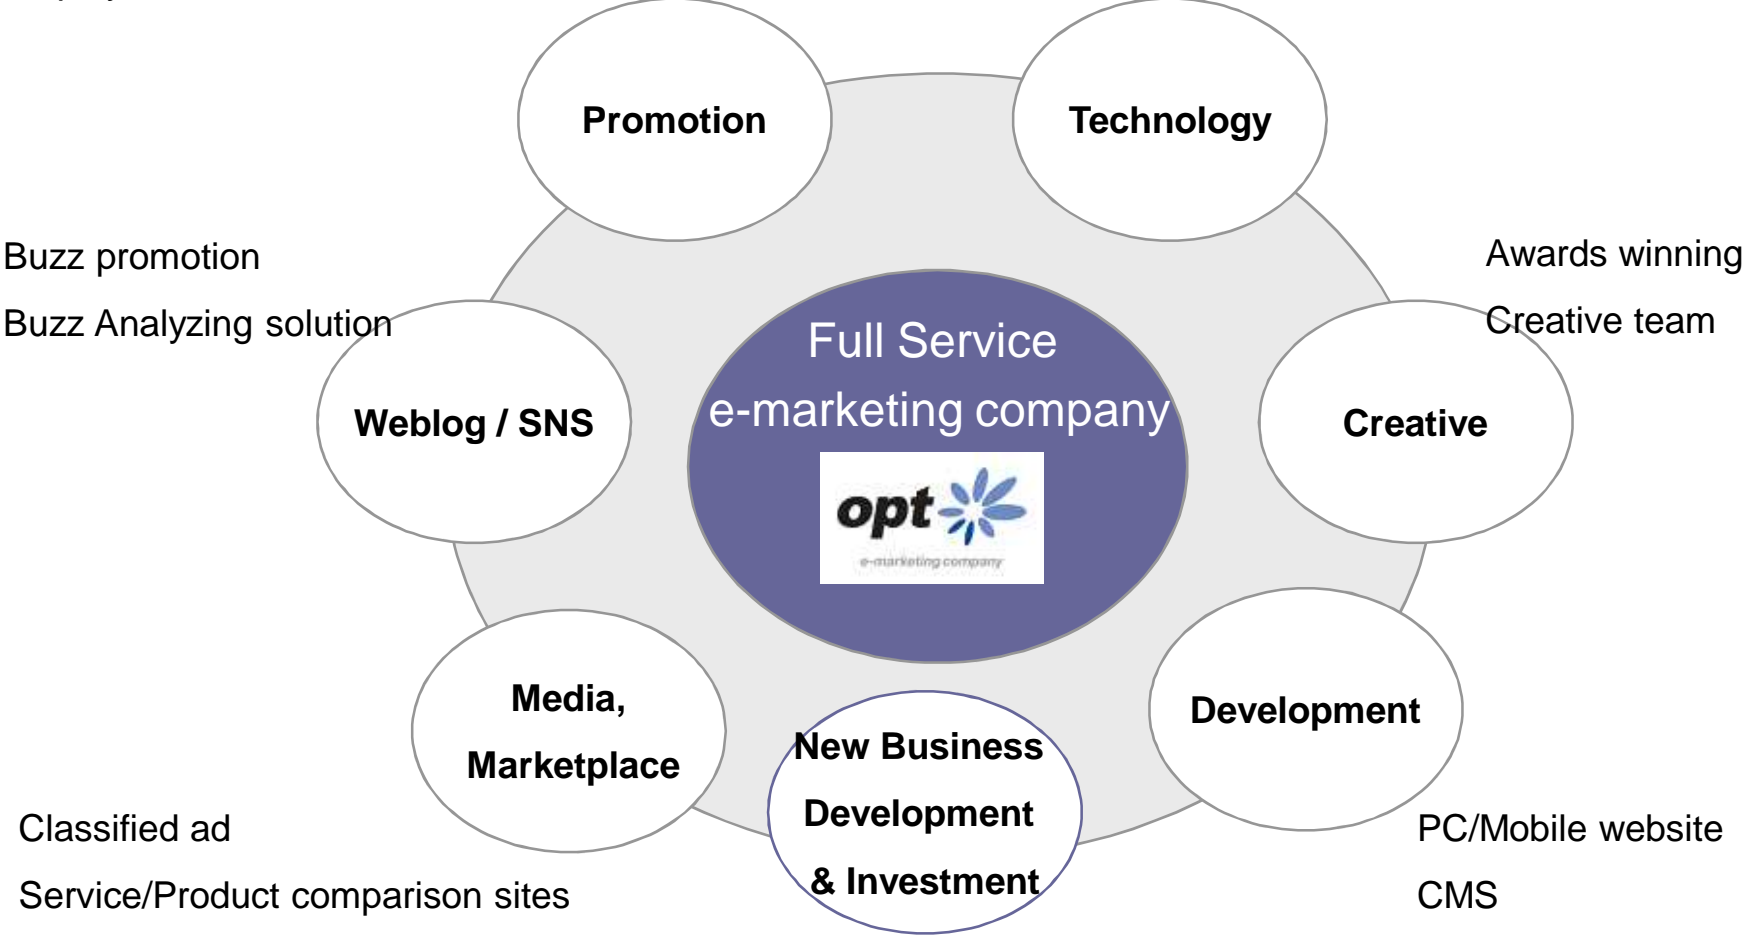 Promotion
Technology
Buzz promotion
Buzz Analyzing solution
Awards winning
Creative team
Full Service
e-marketing company
Weblog / SNS
Creative
opt
e-marketing company
Media,
Marketplace
Development
New Business
Development
& Investment
Classified ad
Service/Product comparison sites
PC/Mobile website
CMS